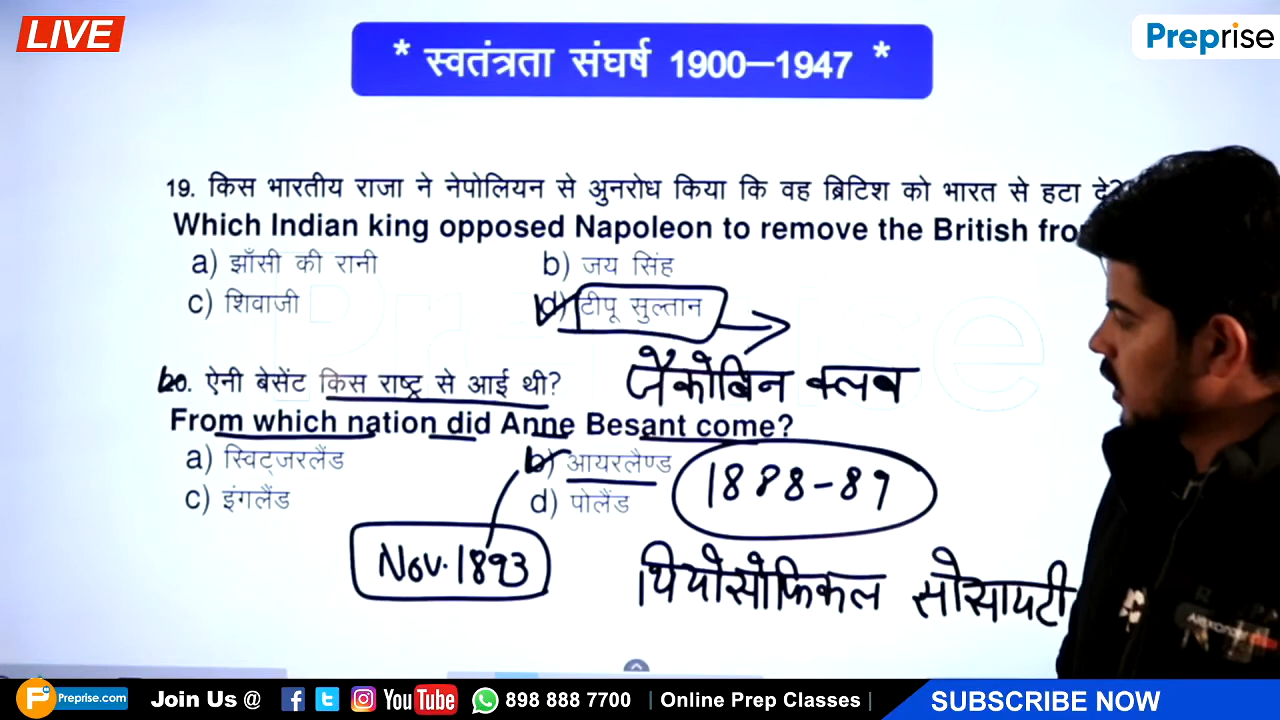 LIVE
* स्वतंत्रता संघर्ष 1900–1947 *
Preprise
19. किस भारतीय राजा ने नेपोलियन से अुनरोध किया कि वह ब्रिटिश को भारत से हटा दे?
Which Indian king opposed Napoleon to remove the British from
a) झाँसी की रानी b) जय सिंह
c) शिवाजी d) टीपू सुल्तान
जैकोबिन क्लब
20. ऐनी बेसेंट किस राष्ट्र से आई थी?
From which nation did Anne Besant come?
a) स्विट्जरलैंड b) आयरलैण्ड
1888-89
c) इंगलैंड d) पोलैंड
Nov. 1893
थियोसोफिकल सोसायटी
Preprise.com Join Us @ YouTube 898 888 7700 | Online Prep Classes | SUBSCRIBE NOW